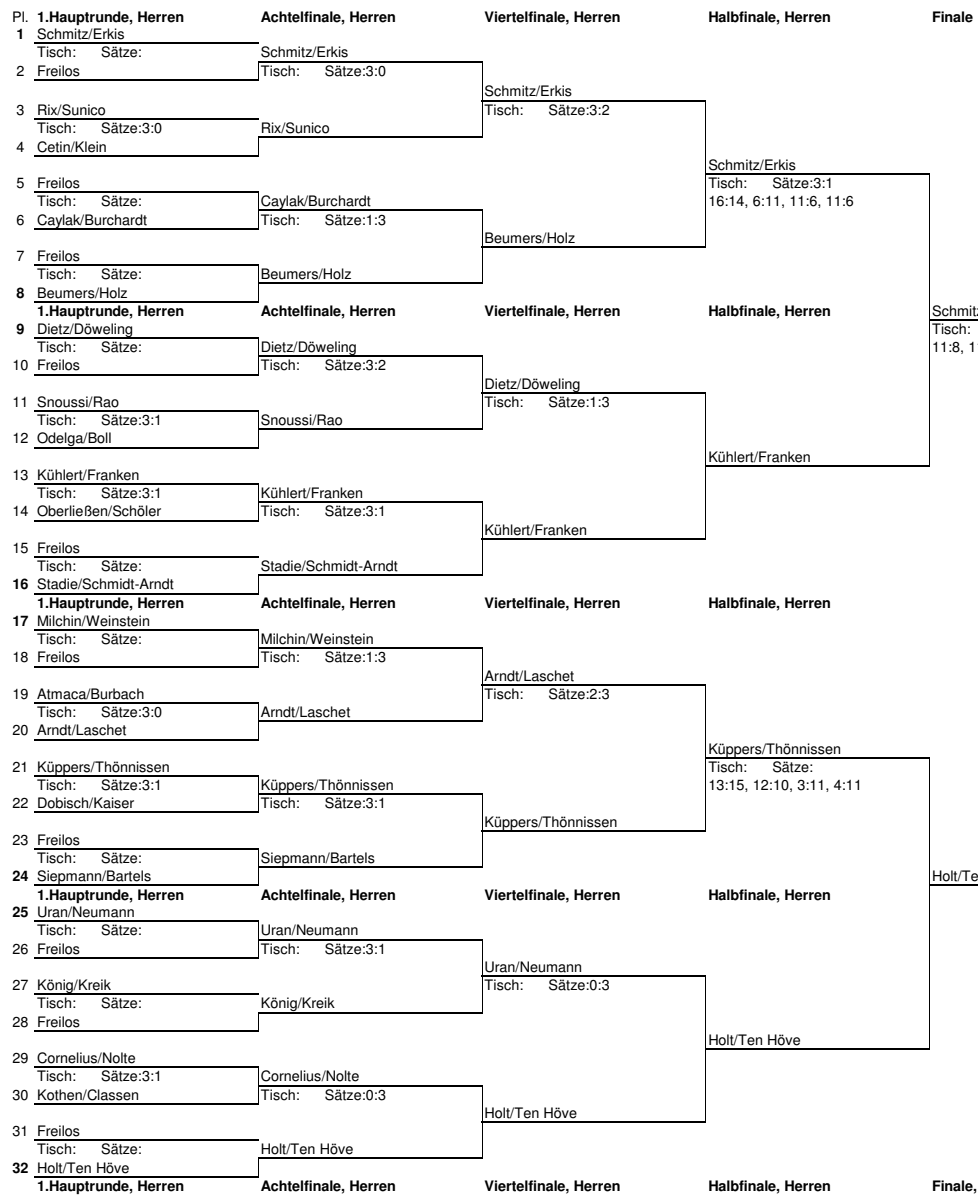 Pl. 1.Hauptrunde, Herren Achtelfinale, Herren Viertelfinale, Herren Halbfinale, Herren Finale
1 Schmitz/Erkis
Tisch: Sätze: Schmitz/Erkis
2 Freilos Tisch: Sätze:3:0
Schmitz/Erkis
3 Rix/Sunico Tisch: Sätze:3:2
Tisch: Sätze:3:0 Rix/Sunico
4 Cetin/Klein
Schmitz/Erkis
5 Freilos Tisch: Sätze:3:1
Tisch: Sätze: Caylak/Burchardt 16:14, 6:11, 11:6, 11:6
6 Caylak/Burchardt Tisch: Sätze:1:3
Beumers/Holz
7 Freilos
Tisch: Sätze: Beumers/Holz
8 Beumers/Holz
1.Hauptrunde, Herren Achtelfinale, Herren Viertelfinale, Herren Halbfinale, Herren Schmitz
9 Dietz/Döweling Tisch:
Tisch: Sätze: Dietz/Döweling 11:8, 1
10 Freilos Tisch: Sätze:3:2
Dietz/Döweling
11 Snoussi/Rao Tisch: Sätze:1:3
Tisch: Sätze:3:1 Snoussi/Rao
12 Odelga/Boll
Kühlert/Franken
13 Kühlert/Franken
Tisch: Sätze:3:1 Kühlert/Franken
14 Oberließen/Schöler Tisch: Sätze:3:1
Kühlert/Franken
15 Freilos
Tisch: Sätze: Stadie/Schmidt-Arndt
16 Stadie/Schmidt-Arndt
1.Hauptrunde, Herren Achtelfinale, Herren Viertelfinale, Herren Halbfinale, Herren
17 Milchin/Weinstein
Tisch: Sätze: Milchin/Weinstein
18 Freilos Tisch: Sätze:1:3
Arndt/Laschet
19 Atmaca/Burbach Tisch: Sätze:2:3
Tisch: Sätze:3:0 Arndt/Laschet
20 Arndt/Laschet
Küppers/Thönnissen
21 Küppers/Thönnissen Tisch: Sätze:
Tisch: Sätze:3:1 Küppers/Thönnissen 13:15, 12:10, 3:11, 4:11
22 Dobisch/Kaiser Tisch: Sätze:3:1
Küppers/Thönnissen
23 Freilos
Tisch: Sätze: Siepmann/Bartels
24 Siepmann/Bartels Holt/Te
1.Hauptrunde, Herren Achtelfinale, Herren Viertelfinale, Herren Halbfinale, Herren
25 Uran/Neumann
Tisch: Sätze: Uran/Neumann
26 Freilos Tisch: Sätze:3:1
Uran/Neumann
27 König/Kreik Tisch: Sätze:0:3
Tisch: Sätze: König/Kreik
28 Freilos
Holt/Ten Höve
29 Cornelius/Nolte
Tisch: Sätze:3:1 Cornelius/Nolte
30 Kothen/Classen Tisch: Sätze:0:3
Holt/Ten Höve
31 Freilos
Tisch: Sätze: Holt/Ten Höve
32 Holt/Ten Höve
1.Hauptrunde, Herren Achtelfinale, Herren Viertelfinale, Herren Halbfinale, Herren Finale,